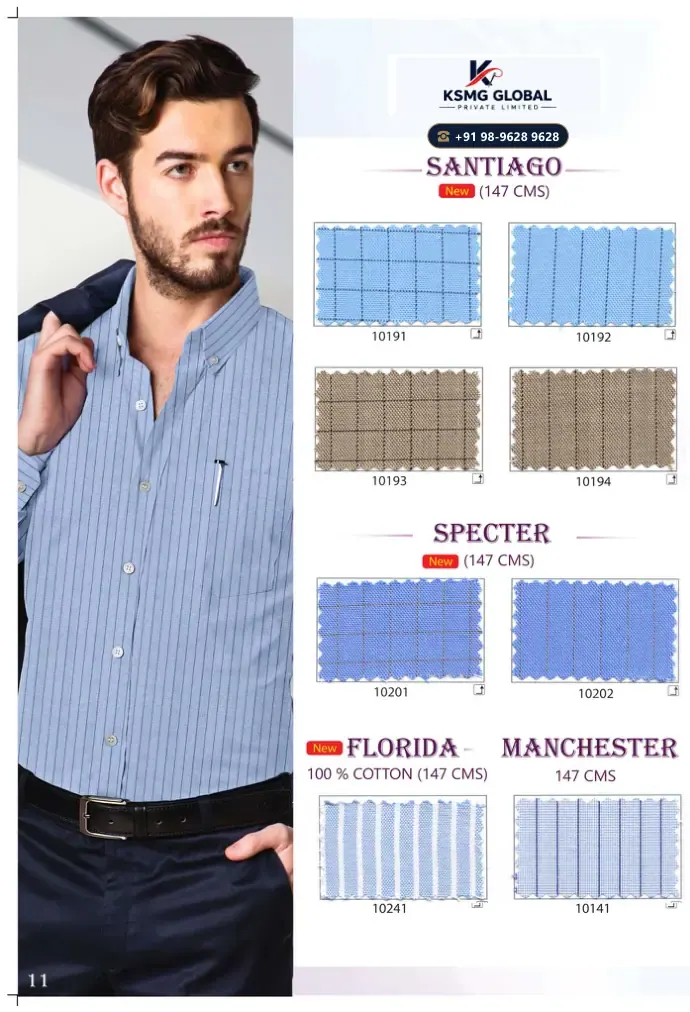 KSMG GLOBAL
PRIVATE LIMITED
+91 98-9628 9628
SANTIAGO
New (147 CMS)
10191
10192
10193
10194
SPECTER
New (147 CMS)
10201
10202
New FLORIDA
100 % COTTON (147 CMS)
MANCHESTER
147 CMS
10241
10141
11